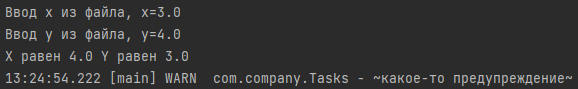 Ввод x из файла, x=3.0
Ввод y из файла, y=4.0
X равен 4.0 Y равен 3.0
13:24:54.222 [main] WARN  com.company.Tasks - ~какое-то предупреждение~